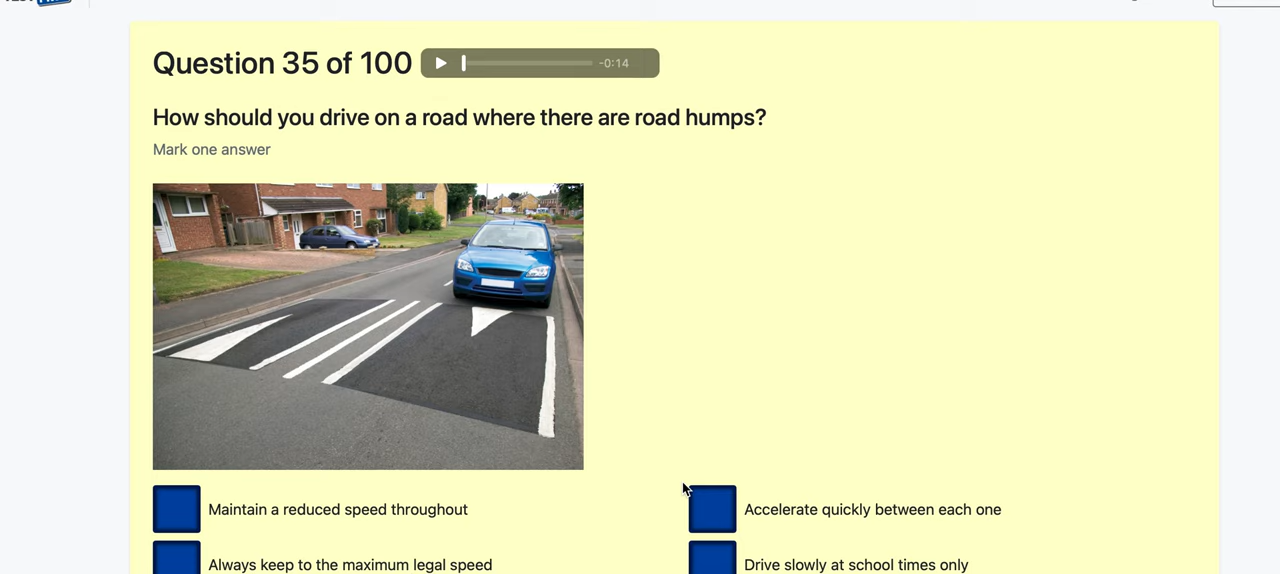 Question 35 of 100
-0:14
How should you drive on a road where there are road humps?
Mark one answer
Maintain a reduced speed throughout
Accelerate quickly between each one
Always keep to the maximum legal speed
Drive slowly at school times only